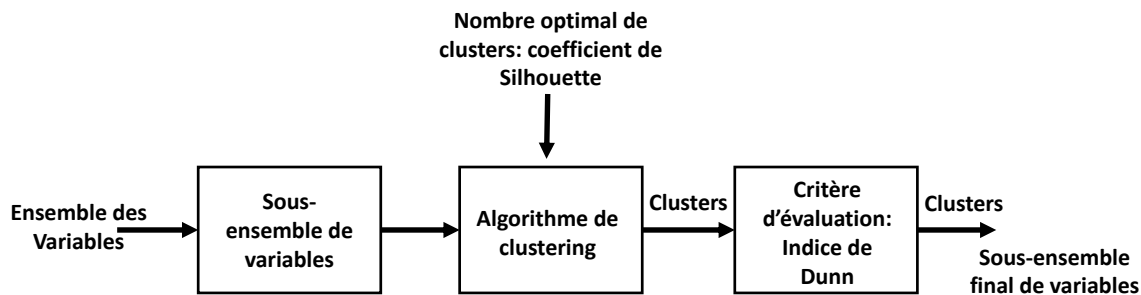 Nombre optimal de
clusters: coefficient de
Silhouette
Ensemble des
Variables
Sous-
ensemble de
variables
Algorithme de
clustering
Clusters
Critère
d'évaluation:
Indice de
Dunn
Clusters
Sous-ensemble
final de variables